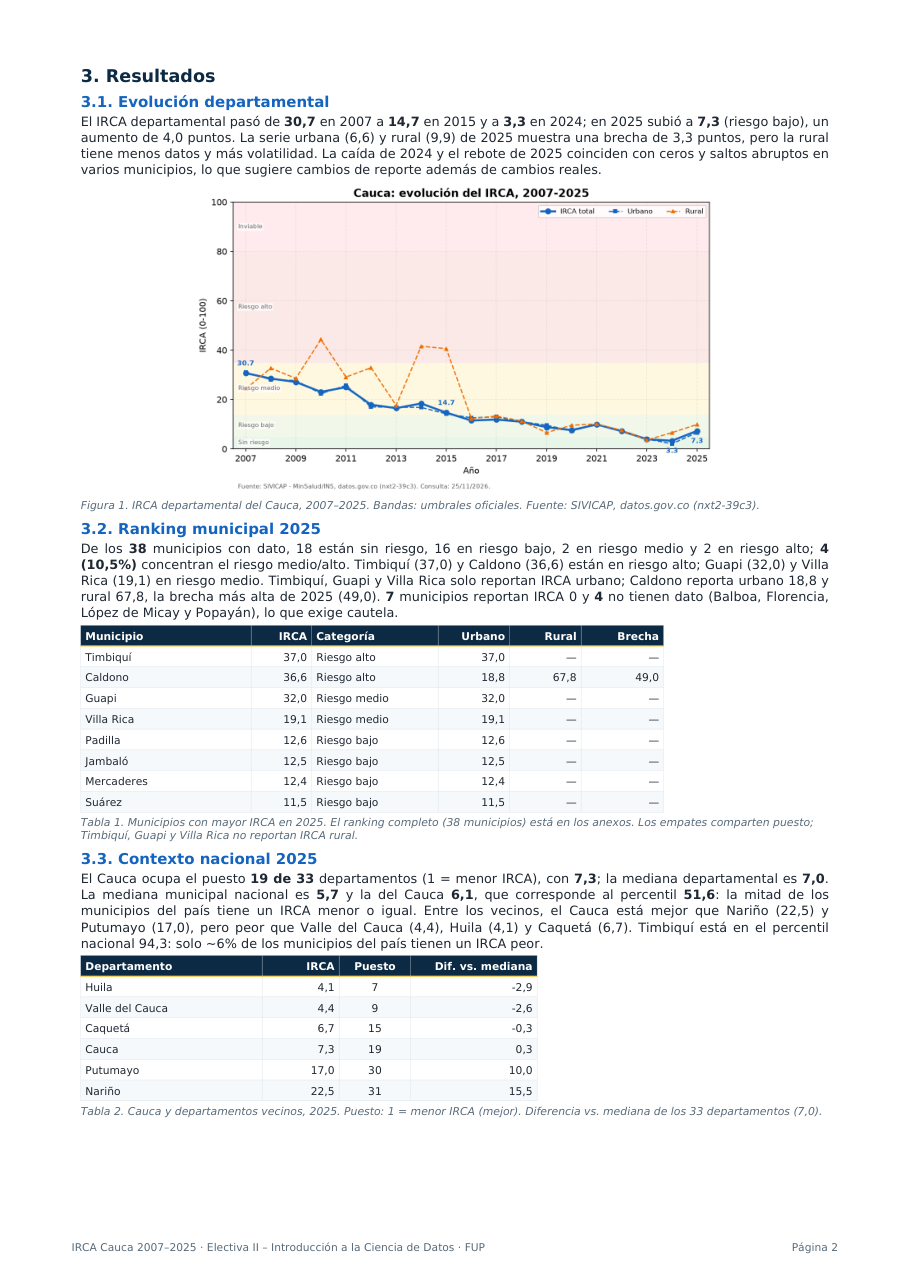 3. Resultados
3.1. Evolución departamental
El IRCA departamental pasó de 30,7 en 2007 a 14,7 en 2015 y a 3,3 en 2024; en 2025 subió a 7,3 (riesgo bajo), un
aumento de 4,0 puntos. La serie urbana (6,6) y rural (9,9) de 2025 muestra una brecha de 3,3 puntos, pero la rural
tiene menos datos y más volatilidad. La caída de 2024 y el rebote de 2025 coinciden con ceros y saltos abruptos en
varios municipios, lo que sugiere cambios de reporte además de cambios reales.
Cauca: evolución del IRCA, 2007-2025
IRCA total Urbano Rural
100
80
60
40
20
0
IRCA (0-100)
Inviable
Riesgo alto
Riesgo medio
Riesgo bajo
Sin riesgo
30.7
14.7
3.3
7.3
2007 2009 2011 2013 2015 2017 2019 2021 2023 2025
Año
Fuente: SIVICAP - MinSalud/INS, datos.gov.co (nxt2-39c3). Consulta: 25/11/2026.
Figura 1. IRCA departamental del Cauca, 2007–2025. Bandas: umbrales oficiales. Fuente: SIVICAP, datos.gov.co (nxt2-39c3).
3.2. Ranking municipal 2025
De los 38 municipios con dato, 18 están sin riesgo, 16 en riesgo bajo, 2 en riesgo medio y 2 en riesgo alto; 4
(10,5%) concentran el riesgo medio/alto. Timbiquí (37,0) y Caldono (36,6) están en riesgo alto; Guapi (32,0) y Villa
Rica (19,1) en riesgo medio. Timbiquí, Guapi y Villa Rica solo reportan IRCA urbano; Caldono reporta urbano 18,8 y
rural 67,8, la brecha más alta de 2025 (49,0). 7 municipios reportan IRCA 0 y 4 no tienen dato (Balboa, Florencia,
López de Micay y Popayán), lo que exige cautela.
Municipio IRCA Categoría Urbano Rural Brecha
Timbiquí 37,0 Riesgo alto 37,0 — —
Caldono 36,6 Riesgo alto 18,8 67,8 49,0
Guapi 32,0 Riesgo medio 32,0 — —
Villa Rica 19,1 Riesgo medio 19,1 — —
Padilla 12,6 Riesgo bajo 12,6 — —
Jambaló 12,5 Riesgo bajo 12,5 — —
Mercaderes 12,4 Riesgo bajo 12,4 — —
Suárez 11,5 Riesgo bajo 11,5 — —
Tabla 1. Municipios con mayor IRCA en 2025. El ranking completo (38 municipios) está en los anexos. Los empates comparten puesto;
Timbiquí, Guapi y Villa Rica no reportan IRCA rural.
3.3. Contexto nacional 2025
El Cauca ocupa el puesto 19 de 33 departamentos (1 = menor IRCA), con 7,3; la mediana departamental es 7,0.
La mediana municipal nacional es 5,7 y la del Cauca 6,1, que corresponde al percentil 51,6: la mitad de los
municipios del país tiene un IRCA menor o igual. Entre los vecinos, el Cauca está mejor que Nariño (22,5) y
Putumayo (17,0), pero peor que Valle del Cauca (4,4), Huila (4,1) y Caquetá (6,7). Timbiquí está en el percentil
nacional 94,3: solo ~6% de los municipios del país tienen un IRCA peor.
Departamento IRCA Puesto Dif. vs. mediana
Huila 4,1 7 -2,9
Valle del Cauca 4,4 9 -2,6
Caquetá 6,7 15 -0,3
Cauca 7,3 19 0,3
Putumayo 17,0 30 10,0
Nariño 22,5 31 15,5
Tabla 2. Cauca y departamentos vecinos, 2025. Puesto: 1 = menor IRCA (mejor). Diferencia vs. mediana de los 33 departamentos (7,0).
IRCA Cauca 2007–2025 · Electiva II – Introducción a la Ciencia de Datos · FUP Página 2